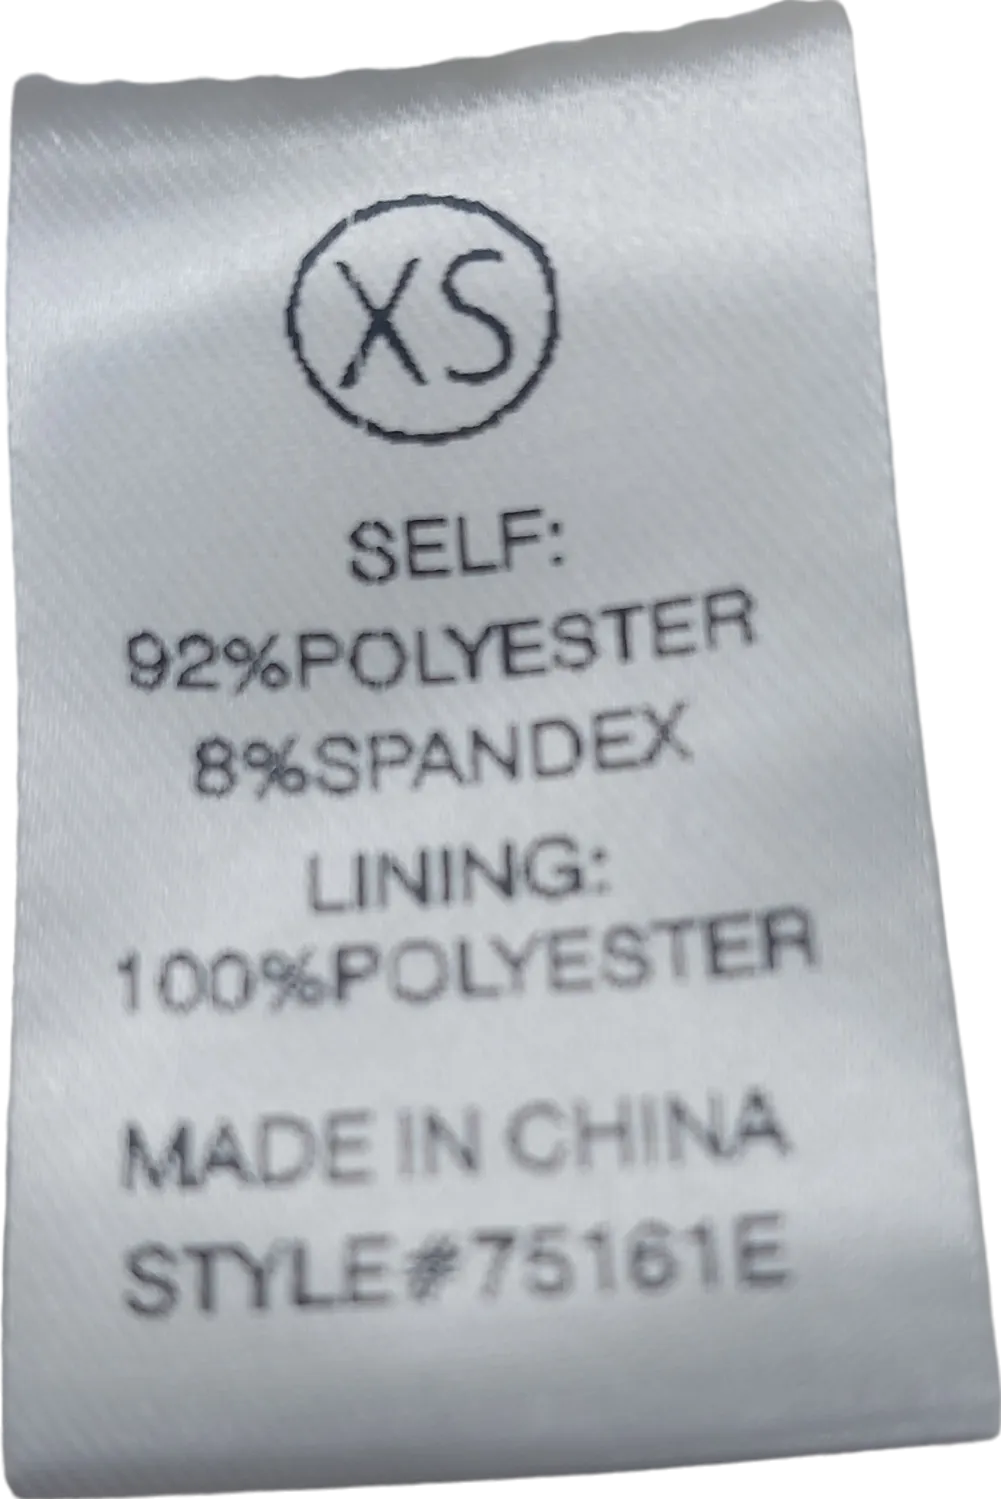 XS
SELF:
92%POLYESTER
8%SPANDEX
LINING:
100%POLYESTER
MADE IN CHINA
STYLE#75161E